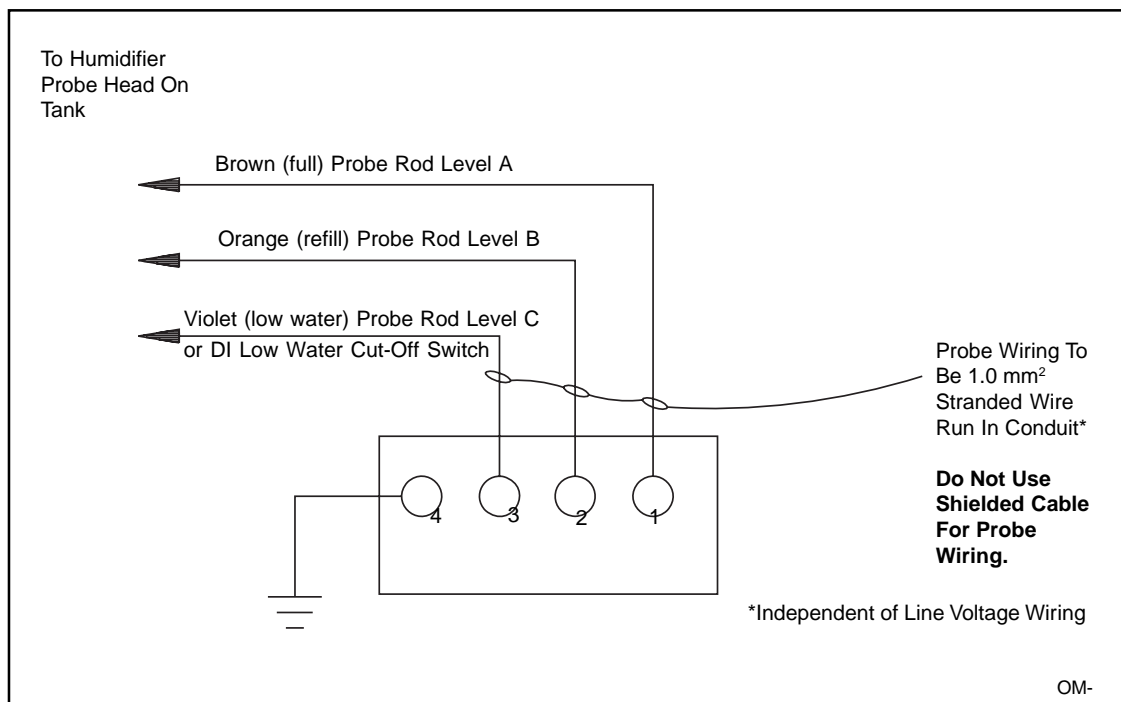 To Humidifier
Probe Head On
Tank
Brown (full) Probe Rod Level A
Orange (refill) Probe Rod Level B
Violet (low water) Probe Rod Level C
or DI Low Water Cut-Off Switch
Probe Wiring To
Be 1.0 mm²
Stranded Wire
Run In Conduit*
Do Not Use
Shielded Cable
For Probe
Wiring.
4 3 2 1
*Independent of Line Voltage Wiring
OM-